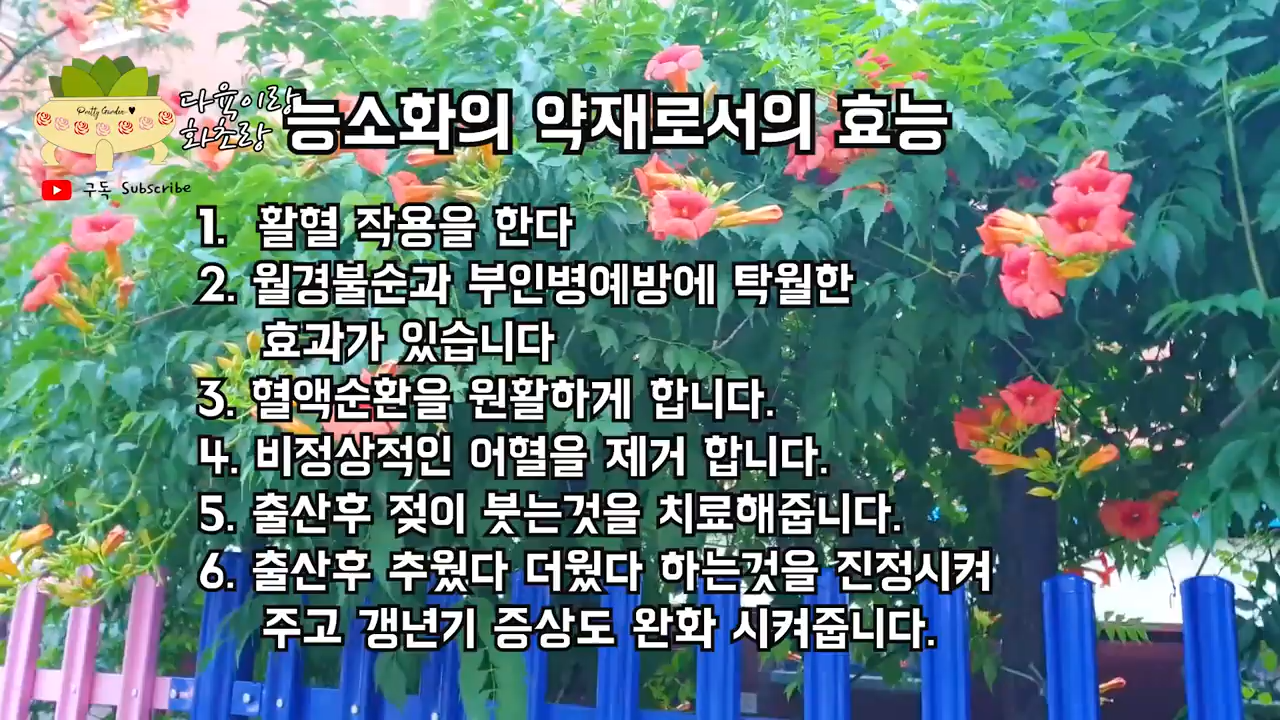 Pretty Garden ♥
다육이랑
화초랑
구독 Subscribe
능소화의 약재로서의 효능
1. 활혈 작용을 한다
2. 월경불순과 부인병예방에 탁월한
효과가 있습니다
3. 혈액순환을 원활하게 합니다.
4. 비정상적인 어혈을 제거 합니다.
5. 출산후 젖이 붓는것을 치료해줍니다.
6. 출산후 추웠다 더웠다 하는것을 진정시켜
주고 갱년기 증상도 완화 시켜줍니다.